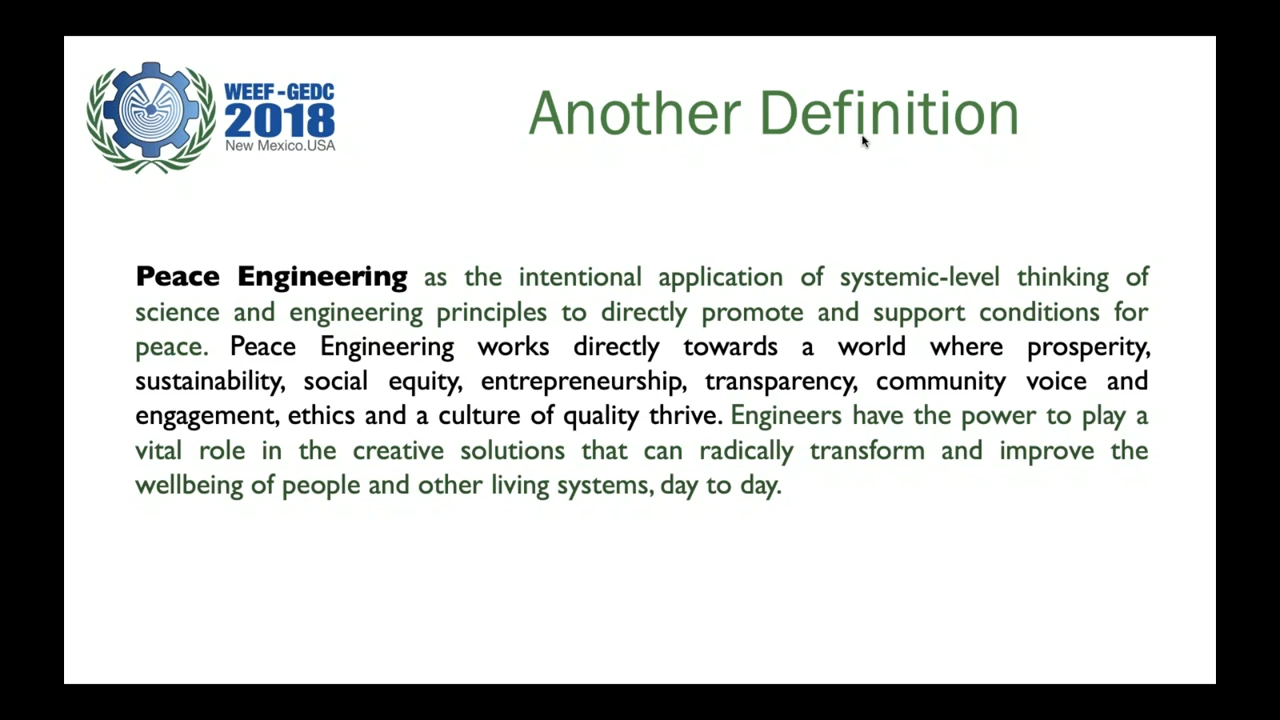 WEEF-GEDC
2018
New Mexico.USA
Another Definition
Peace Engineering as the intentional application of systemic-level thinking of
science and engineering principles to directly promote and support conditions for
peace. Peace Engineering works directly towards a world where prosperity,
sustainability, social equity, entrepreneurship, transparency, community voice and
engagement, ethics and a culture of quality thrive. Engineers have the power to play a
vital role in the creative solutions that can radically transform and improve the
wellbeing of people and other living systems, day to day.